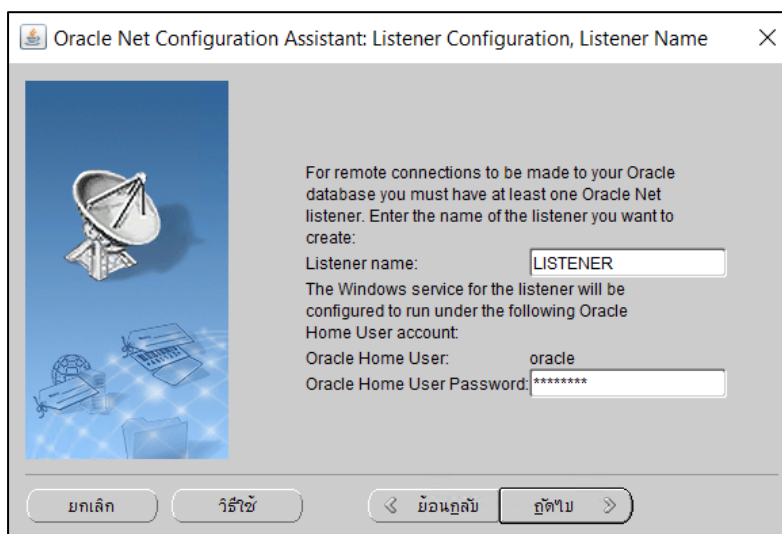 Oracle Net Configuration Assistant: Listener Configuration, Listener Name
For remote connections to be made to your Oracle
database you must have at least one Oracle Net
listener. Enter the name of the listener you want to
create:
Listener name: LISTENER
The Windows service for the listener will be
configured to run under the following Oracle
Home User account:
Oracle Home User: oracle
Oracle Home User Password: ********
ยกเลิก วิธีใช้ ย้อนกลับ ถัดไป